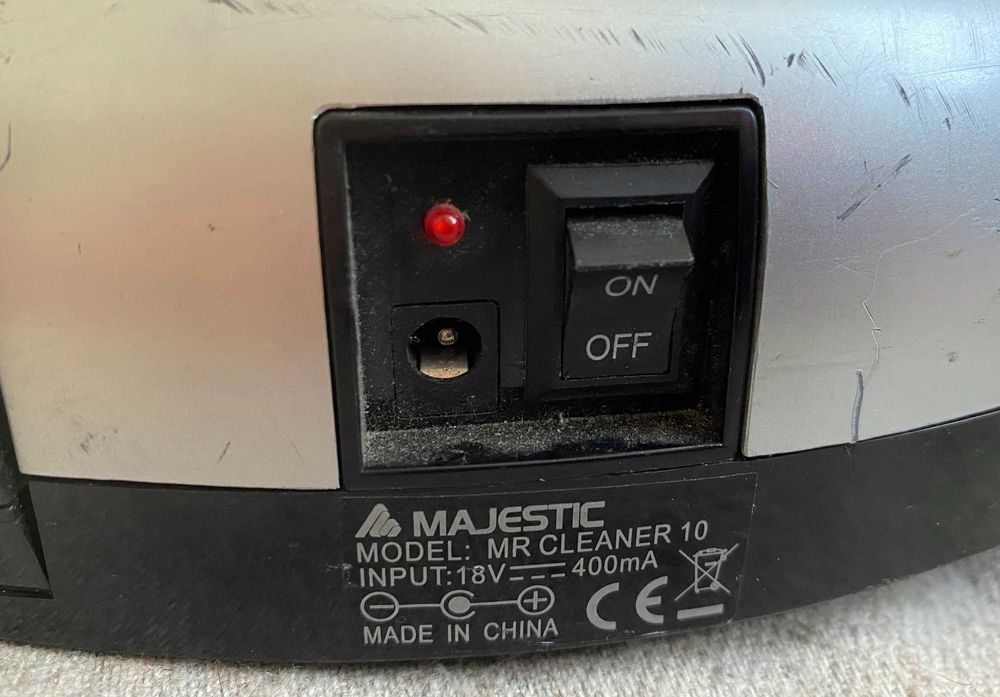 ON
OFF
MAJESTIC
MODEL: MR CLEANER 10
INPUT:18V⎓400mA
CE
MADE IN CHINA